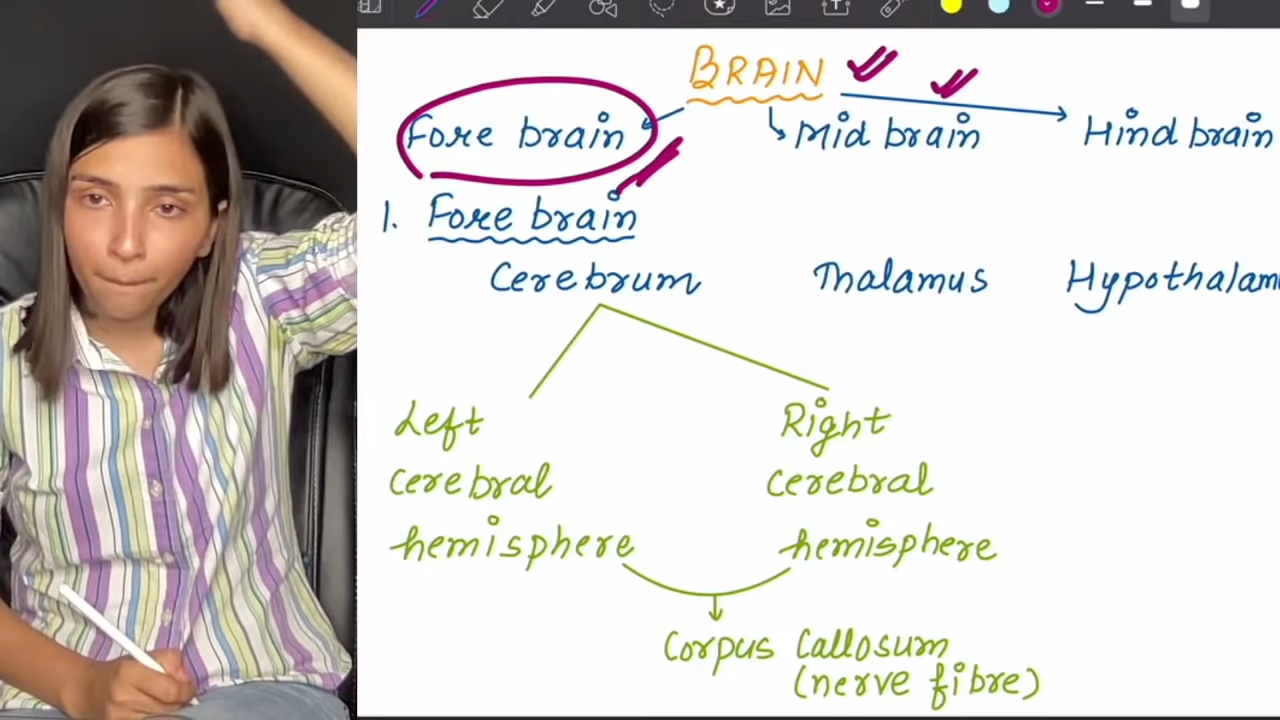 BRAIN
Fore brain Mid brain Hind brain
1. Fore brain
Cerebrum Thalamus Hypothalam
Left Right
cerebral cerebral
hemisphere hemisphere
Corpus Callosum
(nerve fibre)